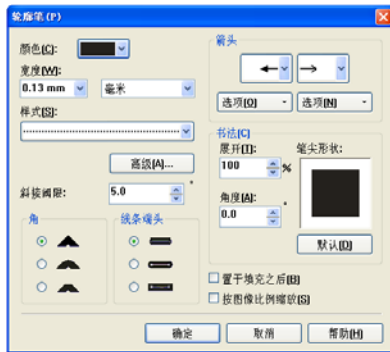 轮廓笔(P)
颜色[C]:
宽度[W]:
0.13 mm
毫米
样式[S]:
高级[A]...
斜接阈限:
5.0
°
角
线条端头
箭头
选项[O]
选项[N]
书法[C]
展开[T]:
100
%
笔尖形状:
角度[A]:
0.0
°
默认[D]
置于填充之后[B]
按图像比例缩放[S]
确定
取消
帮助[H]